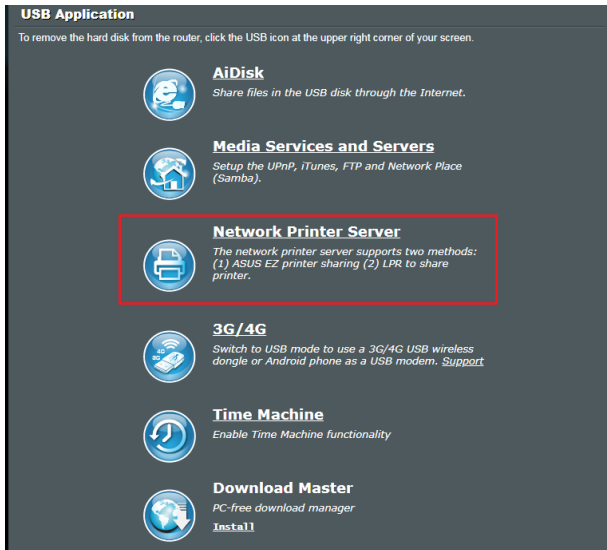 USB Application
To remove the hard disk from the router, click the USB icon at the upper right corner of your screen.
AiDisk
Share files in the USB disk through the Internet.
Media Services and Servers
Setup the UPnP, iTunes, FTP and Network Place
(Samba).
Network Printer Server
The network printer server supports two methods:
(1) ASUS EZ printer sharing (2) LPR to share
printer.
4G
3G
3G/4G
Switch to USB mode to use a 3G/4G USB wireless
dongle or Android phone as a USB modem. Support
Time Machine
Enable Time Machine functionality
Download Master
PC-free download manager
Install